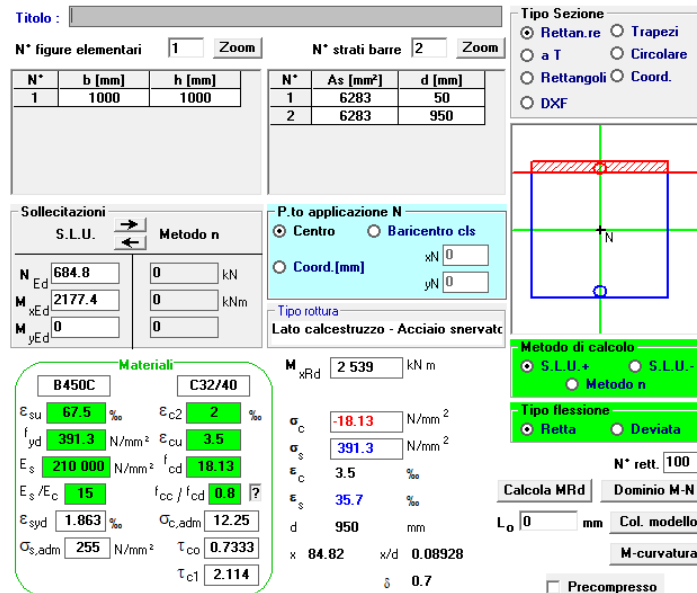 Titolo :
N° figure elementari 1 Zoom
N° strati barre 2 Zoom
N° b [mm] h [mm]
1 1000 1000
N° As [mm²] d [mm]
1 6283 50
2 6283 950
Tipo Sezione
Rettan.re Trapezi
a T Circolare
Rettangoli Coord.
DXF
N
Sollecitazioni
S.L.U. Metodo n
N Ed 684.8 0 kN
M xEd 2177.4 0 kNm
M yEd 0 0
P.to applicazione N
Centro Baricentro cls
Coord.[mm] xN 0
yN 0
Tipo rottura
Lato calcestruzzo - Acciaio snervato
Metodo di calcolo
S.L.U.+ S.L.U.-
Metodo n
Tipo flessione
Retta Deviata
Materiali
B450C C32/40
εsu 67.5 ‰ εc2 2 ‰
fyd 391.3 N/mm² εcu 3.5
Es 210 000 N/mm² fcd 18.13
Es /Ec 15 fcc / fcd 0.8 ?
εsyd 1.863 ‰ σc,adm 12.25
σs,adm 255 N/mm² τco 0.7333
τc1 2.114
M xRd 2 539 kN m
σc -18.13 N/mm²
σs 391.3 N/mm²
εc 3.5 ‰
εs 35.7 ‰
d 950 mm
x 84.82 x/d 0.08928
δ 0.7
N° rett. 100
Calcola MRd Dominio M-N
Lo 0 mm Col. modello
M-curvatura
Precompresso